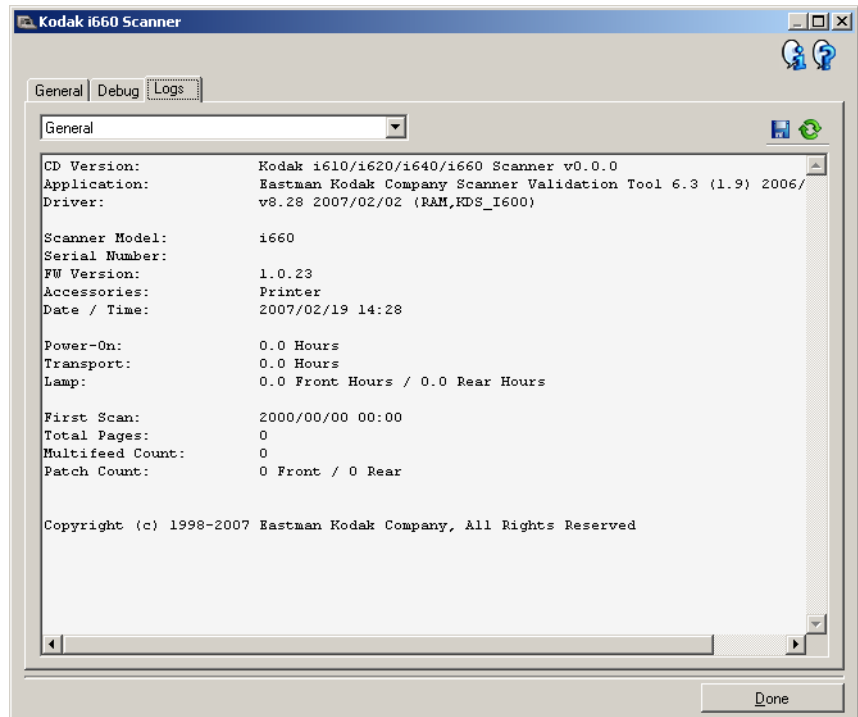 Kodak i660 Scanner
General Debug Logs
General
CD Version: Kodak i610/i620/i640/i660 Scanner v0.0.0
Application: Eastman Kodak Company Scanner Validation Tool 6.3 (1.9) 2006/
Driver: v8.28 2007/02/02 (RAM,KDS_I600)
Scanner Model: i660
Serial Number:
FW Version: 1.0.23
Accessories: Printer
Date / Time: 2007/02/19 14:28
Power-On: 0.0 Hours
Transport: 0.0 Hours
Lamp: 0.0 Front Hours / 0.0 Rear Hours
First Scan: 2000/00/00 00:00
Total Pages: 0
Multifeed Count: 0
Patch Count: 0 Front / 0 Rear
Copyright (c) 1998-2007 Eastman Kodak Company, All Rights Reserved
Done